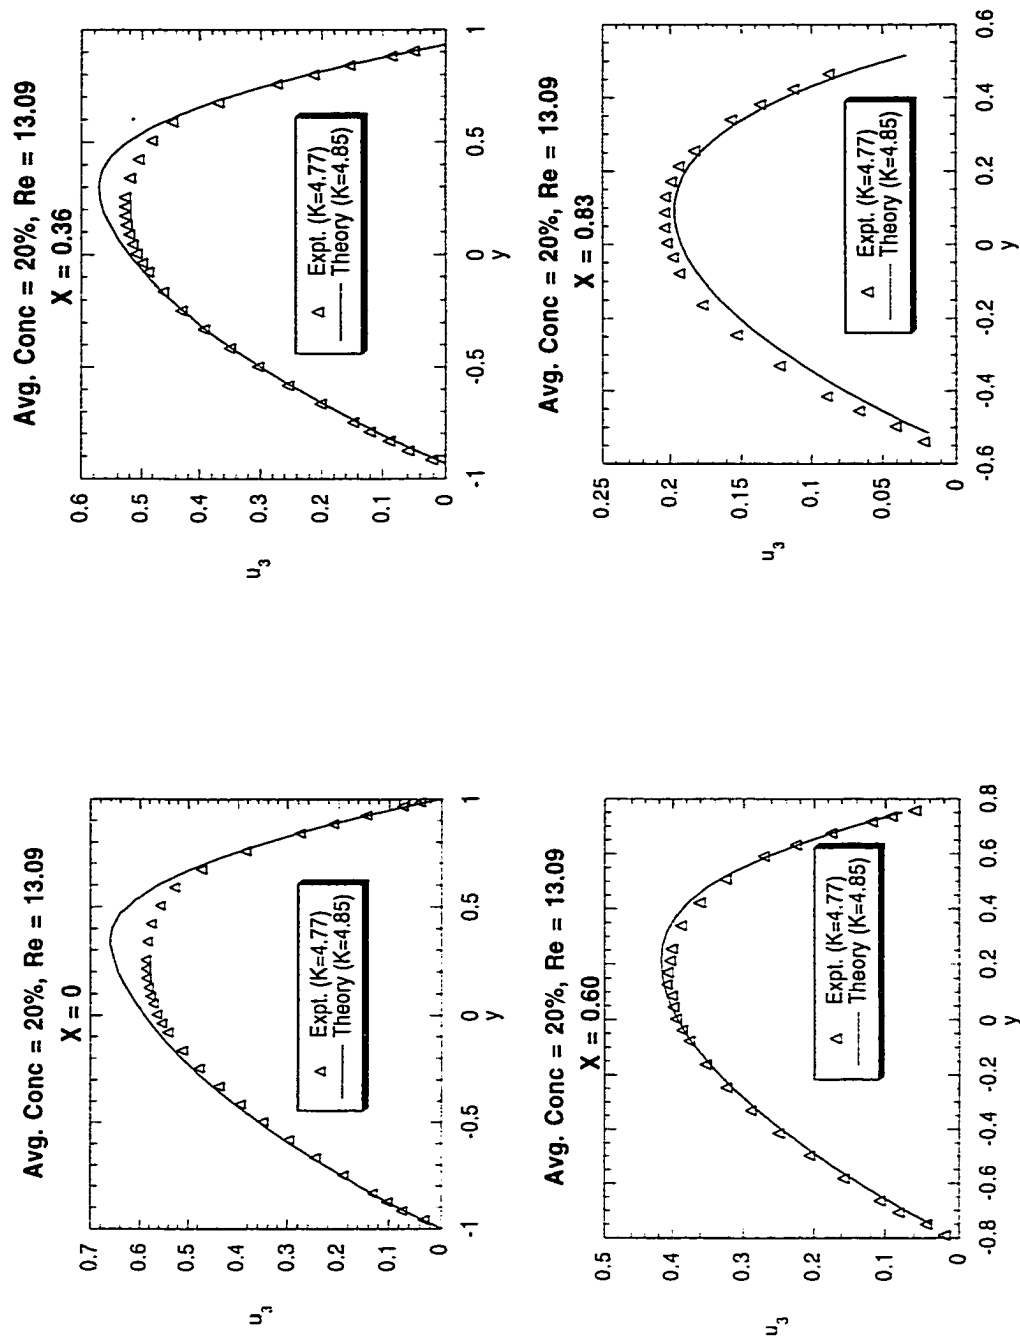 Avg. Conc = 20%, Re = 13.09
X = 0
0.7
0.6
0.5
0.4
0.3
0.2
0.1
0
u3
-1
-0.5
0
0.5
1
y
Expt. (K=4.77)
Theory (K=4.85)
Avg. Conc = 20%, Re = 13.09
X = 0.36
0.6
0.5
0.4
0.3
0.2
0.1
0
u3
-1
-0.5
0
0.5
1
y
Expt. (K=4.77)
Theory (K=4.85)
Avg. Conc = 20%, Re = 13.09
X = 0.60
0.5
0.4
0.3
0.2
0.1
0
u3
-0.8
-0.6
-0.4
-0.2
0
0.2
0.4
0.6
0.8
y
Expt. (K=4.77)
Theory (K=4.85)
Avg. Conc = 20%, Re = 13.09
X = 0.83
0.25
0.2
0.15
0.1
0.05
0
u3
-0.6
-0.4
-0.2
0
0.2
0.4
0.6
y
Expt. (K=4.77)
Theory (K=4.85)